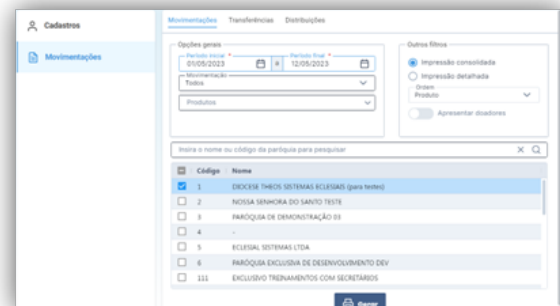 Cadastros
Movimentações
Movimentações Transferências Distribuições
Opções gerais
Período inicial *
01/05/2023
a
Período final *
12/05/2023
Movimentação
Todos
Produtos
Outros filtros
Impressão consolidada
Impressão detalhada
Ordem
Produto
Apresentar doadores
Insira o nome ou código da paróquia para pesquisar
Código Nome
1 DIOCESE THEOS SISTEMAS ECLESIAIS (para testes)
2 NOSSA SENHORA DO SANTO TESTE
3 PARÓQUIA DE DEMONSTRAÇÃO 03
4 -
5 ECLESIAL SISTEMAS LTDA
6 PARÓQUIA EXCLUSIVA DE DESENVOLVIMENTO DEV
111 EXCLUSIVO TREINAMENTOS COM SECRETÁRIOS
Gerar